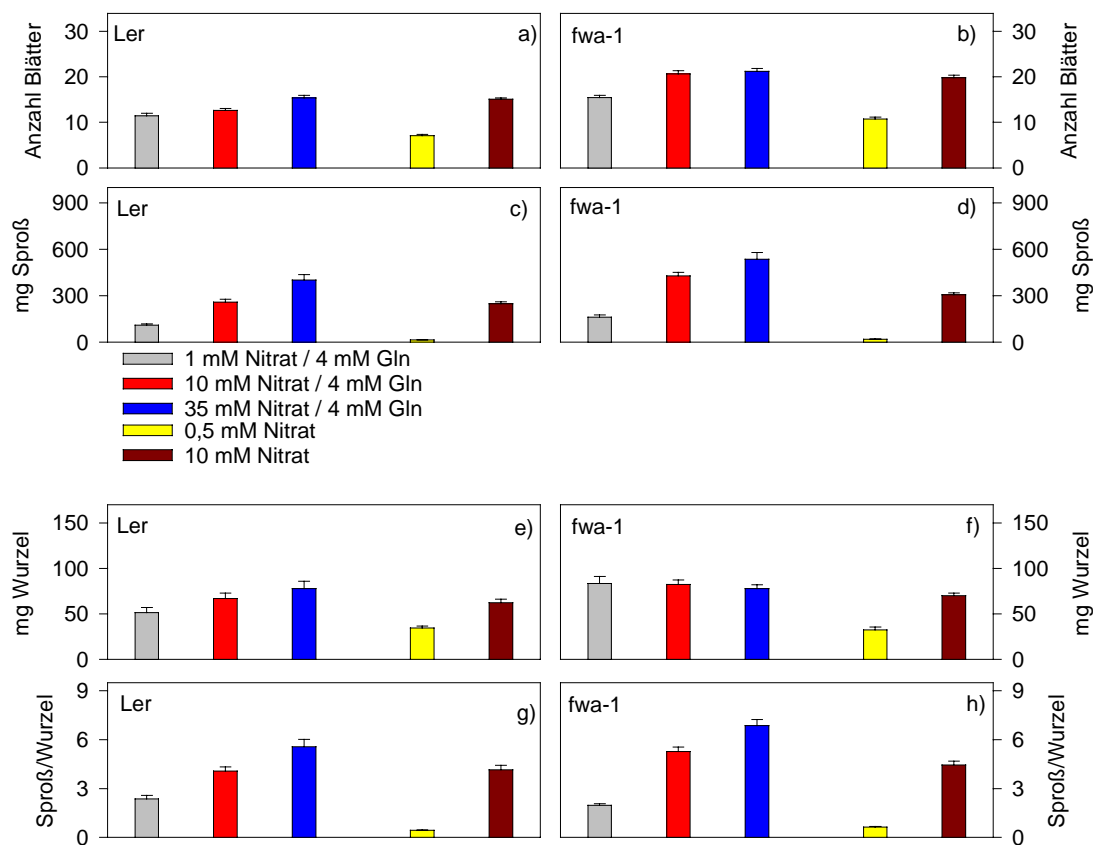 Anzahl Blätter
30
20
10
0
Ler
a)
fwa-1
b)
30
20
10
0
Anzahl Blätter
mg Sproß
900
600
300
0
Ler
c)
fwa-1
d)
900
600
300
0
mg Sproß
1 mM Nitrat / 4 mM Gln
10 mM Nitrat / 4 mM Gln
35 mM Nitrat / 4 mM Gln
0,5 mM Nitrat
10 mM Nitrat
mg Wurzel
150
100
50
0
Ler
e)
fwa-1
f)
150
100
50
0
mg Wurzel
Sproß/Wurzel
9
6
3
0
Ler
g)
fwa-1
h)
9
6
3
0
Sproß/Wurzel